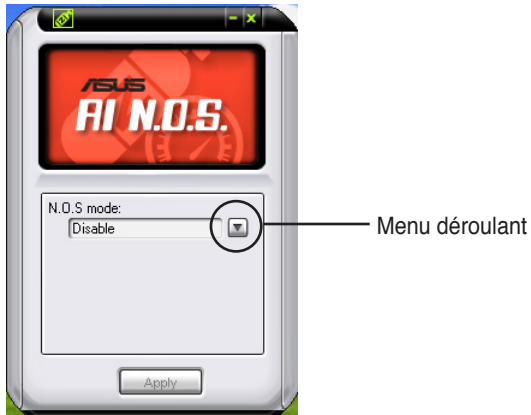 ASUS
AI N.O.S.
N.O.S mode:
Disable
Menu déroulant
Apply